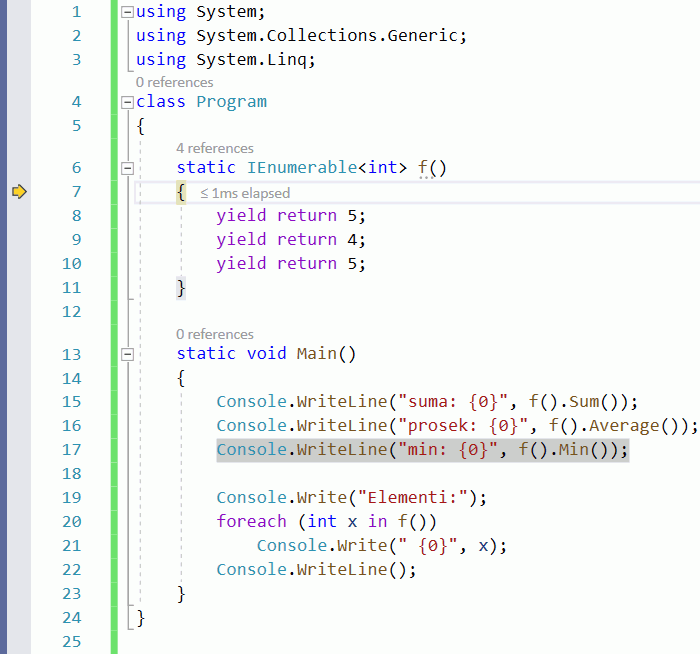 1 using System;
2 using System.Collections.Generic;
3 using System.Linq;
0 references
4 class Program
5 {
4 references
6 static IEnumerable<int> f()
7 { ≤ 1ms elapsed
8 yield return 5;
9 yield return 4;
10 yield return 5;
11 }
12
0 references
13 static void Main()
14 {
15 Console.WriteLine("suma: {0}", f().Sum());
16 Console.WriteLine("prosek: {0}", f().Average());
17 Console.WriteLine("min: {0}", f().Min());
18
19 Console.Write("Elementi:");
20 foreach (int x in f())
21 Console.Write(" {0}", x);
22 Console.WriteLine();
23 }
24 }
25